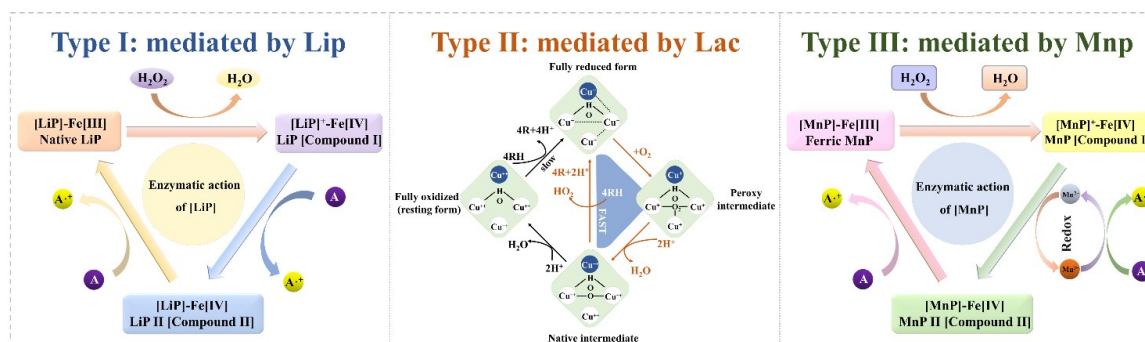 Type I: mediated by Lip
H₂O₂
H₂O
[LiP]-Fe[III]
Native LiP
[LiP]⁺-Fe[IV]
LiP [Compound I]
Enzymatic action
of [LiP]
A·⁺
A
A
A·⁺
[LiP]-Fe[IV]
LiP II [Compound II]
Type II: mediated by Lac
Fully reduced form
4R+4H⁺
4RH
slow
+O₂
4R+2H⁺
4RH
HO₂
FAST
Fully oxidized
(resting form)
Peroxy
intermediate
H₂O
2H⁺
2H⁺
H₂O
Native intermediate
Type III: mediated by Mnp
H₂O₂
H₂O
[MnP]-Fe[III]
Ferric MnP
[MnP]⁺-Fe[IV]
MnP [Compound I
Enzymatic action
of [MnP]
A·⁺
A
Redox
A·
A
[MnP]-Fe[IV]
MnP II [Compound II]